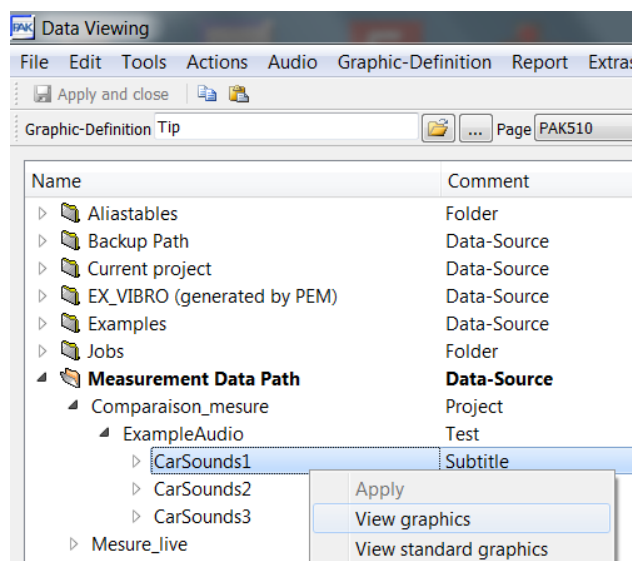 PAK Data Viewing
File Edit Tools Actions Audio Graphic-Definition Report Extras
Apply and close
Graphic-Definition Tip ... Page PAK510
Name Comment
Aliastables Folder
Backup Path Data-Source
Current project Data-Source
EX_VIBRO (generated by PEM) Data-Source
Examples Data-Source
Jobs Folder
Measurement Data Path Data-Source
Comparaison_mesure Project
ExampleAudio Test
CarSounds1 Subtitle
CarSounds2 Apply
CarSounds3 View graphics
Mesure_live View standard graphics